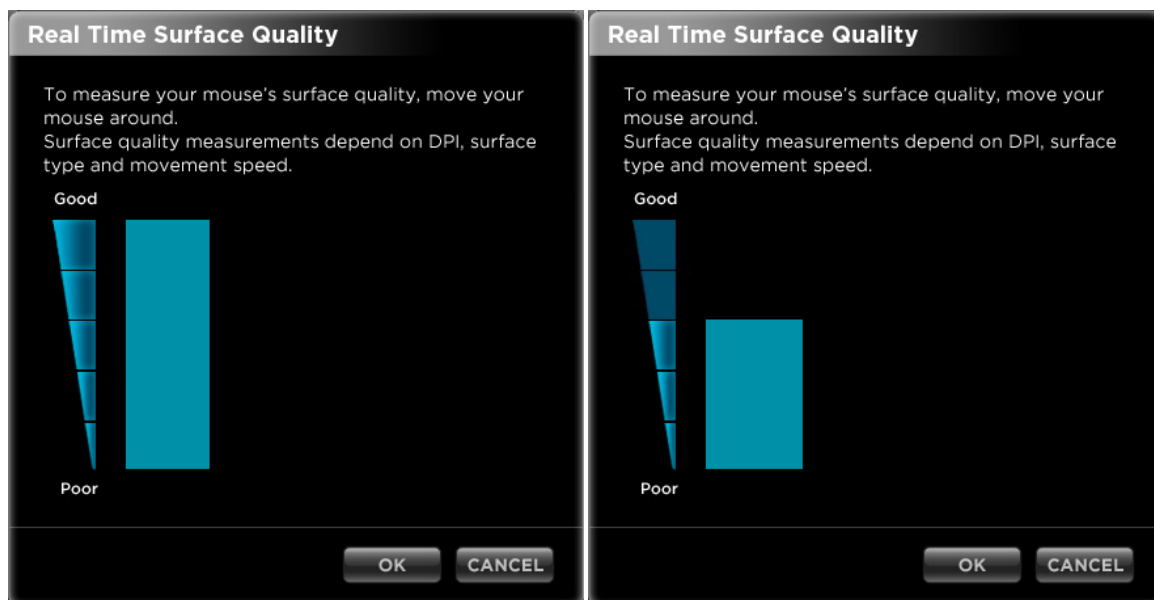 Real Time Surface Quality
To measure your mouse's surface quality, move your
mouse around.
Surface quality measurements depend on DPI, surface
type and movement speed.
Good
Poor
OK
CANCEL
Real Time Surface Quality
To measure your mouse's surface quality, move your
mouse around.
Surface quality measurements depend on DPI, surface
type and movement speed.
Good
Poor
OK
CANCEL